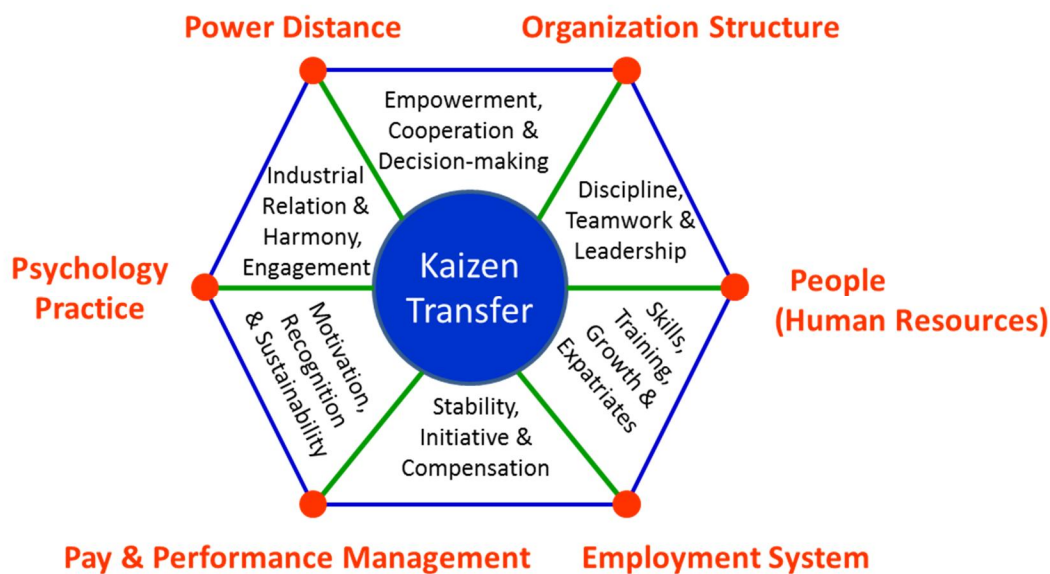 Power Distance
Organization Structure
Empowerment,
Cooperation &
Decision-making
Industrial
Relation &
Harmony,
Engagement
Discipline,
Teamwork &
Leadership
Kaizen
Transfer
Psychology
Practice
People
(Human Resources)
Motivation,
Recognition
& Sustainability
Skills,
Training,
Growth &
Expatriates
Stability,
Initiative &
Compensation
Pay & Performance Management
Employment System